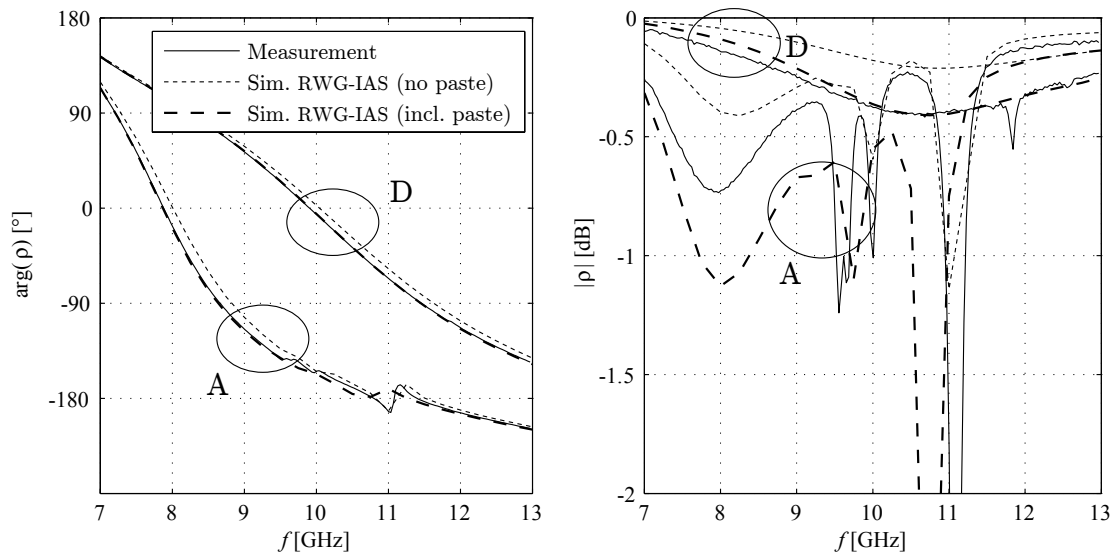 180
90
0
-90
-180
arg(ρ) [°]
7 8 9 10 11 12 13
f [GHz]
Measurement
Sim. RWG-IAS (no paste)
Sim. RWG-IAS (incl. paste)
D
A
0
-0.5
-1
-1.5
-2
|ρ| [dB]
7 8 9 10 11 12 13
f [GHz]
D
A